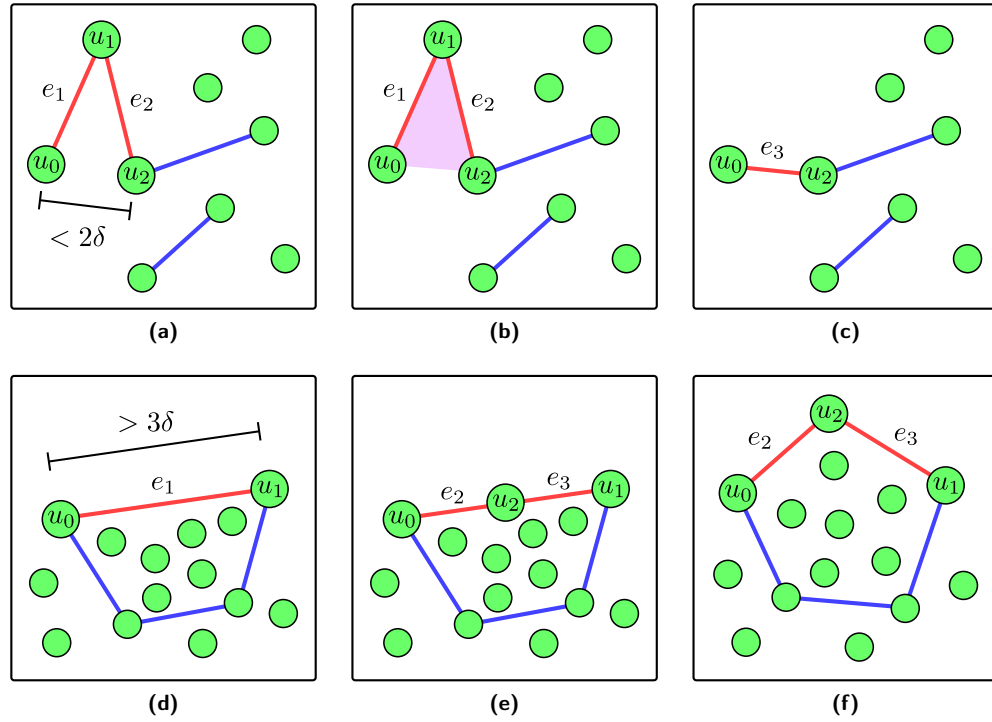 u₁
e₁
e₂
u₀
u₂
< 2δ
(a)
u₁
e₁
e₂
u₀
u₂
(b)
e₃
u₀
u₂
(c)
> 3δ
e₁
u₁
u₀
(d)
e₂
e₃
u₁
u₂
u₀
(e)
u₂
e₂
e₃
u₀
u₁
(f)